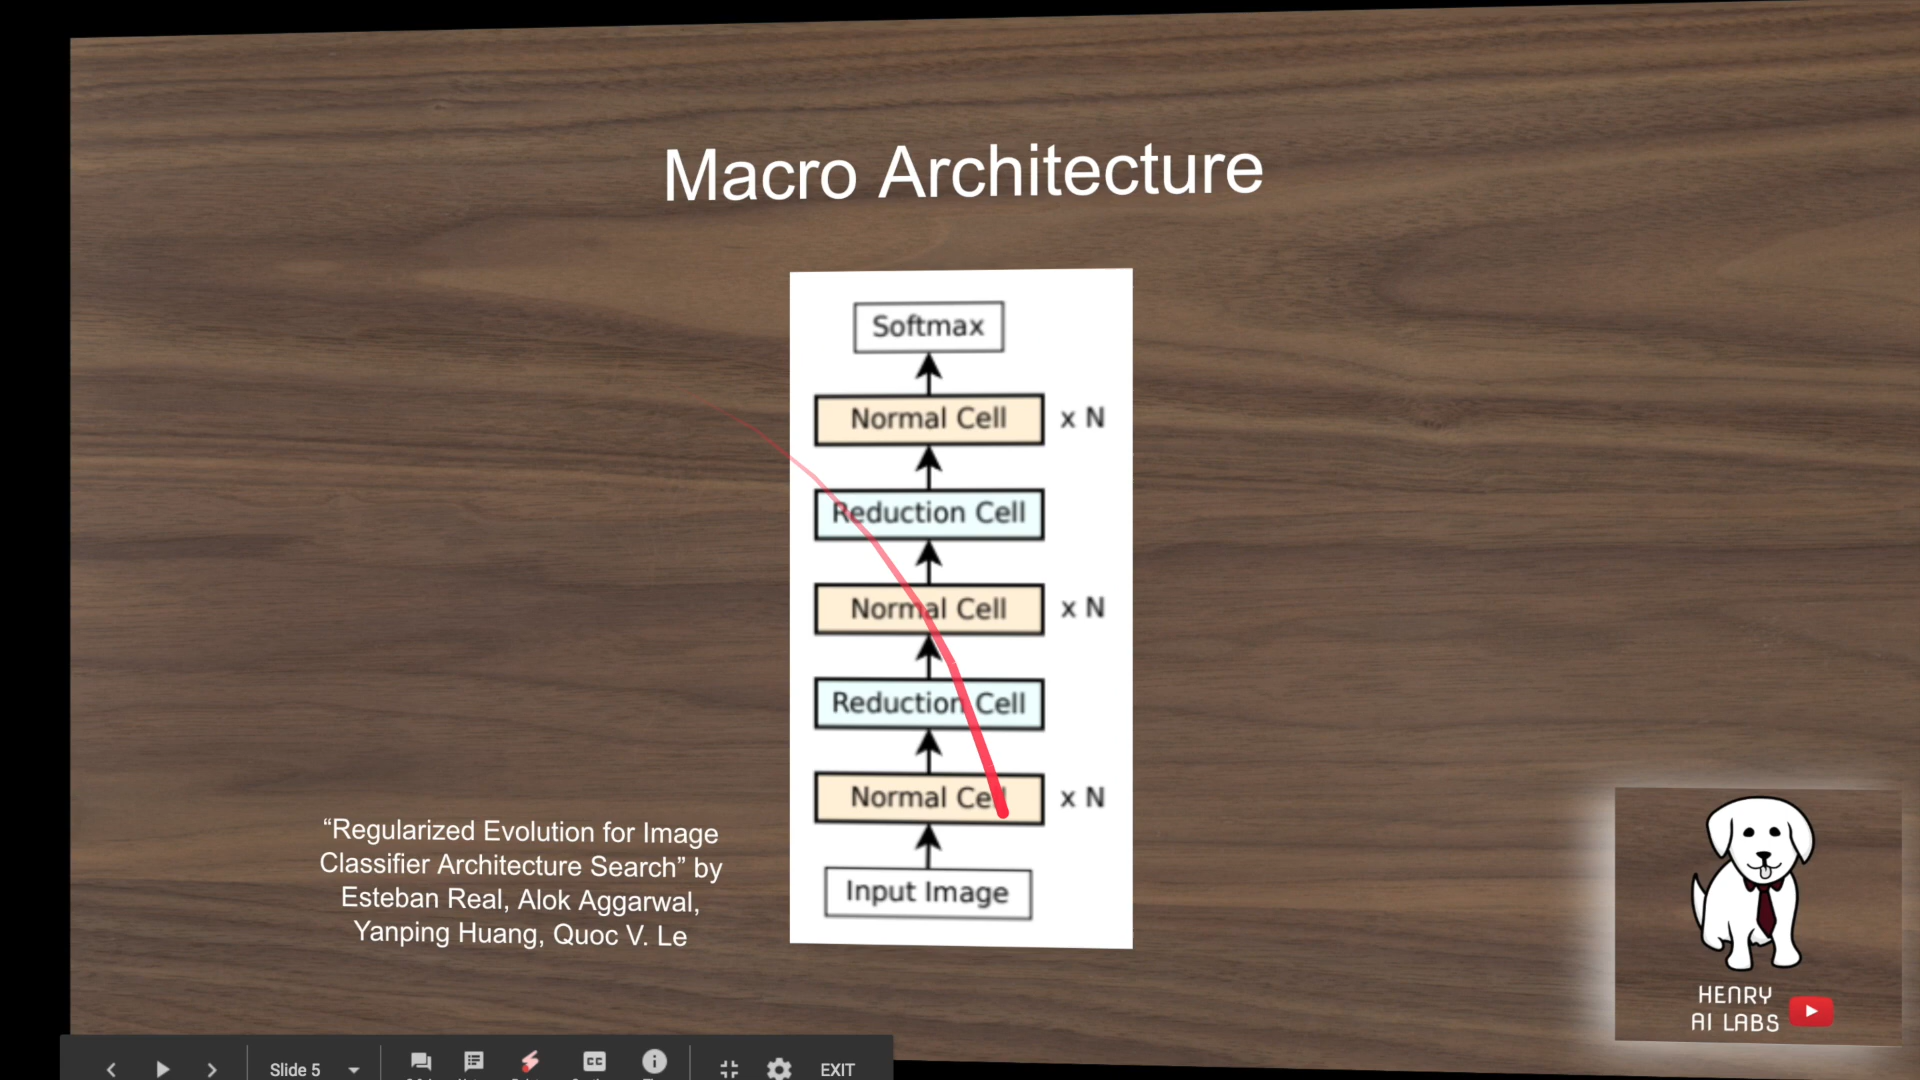 Macro Architecture
Softmax
Normal Cell x N
Reduction Cell
Normal Cell x N
Reduction Cell
Normal Cell x N
Input Image
“Regularized Evolution for Image
Classifier Architecture Search” by
Esteban Real, Alok Aggarwal,
Yanping Huang, Quoc V. Le
HENRY
AI LABS
Slide 5
CC
EXIT